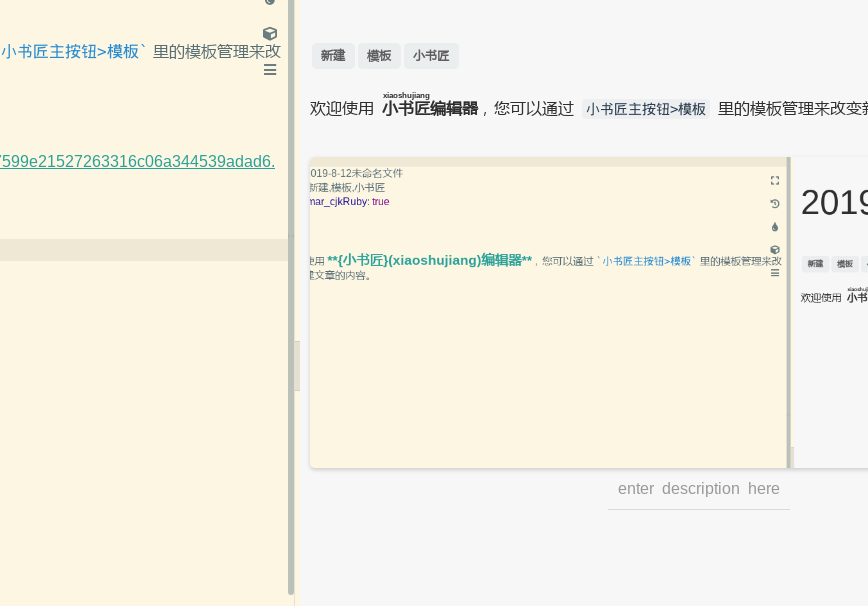 小书匠主按钮>模板` 里的模板管理来改
7599e21527263316c06a344539adad6.
新建 模板 小书匠
xiaoshujiang
欢迎使用 小书匠编辑器，您可以通过 小书匠主按钮>模板 里的模板管理来改变
019-8-12未命名文件
新建,模板,小书匠
mar_cjkRuby: true
使用 **{小书匠}(xiaoshujiang)编辑器**，您可以通过 `小书匠主按钮>模板` 里的模板管理来改
建文章的内容。
2019
新建 模板
xiaoshuji
欢迎使用 小书
enter description here